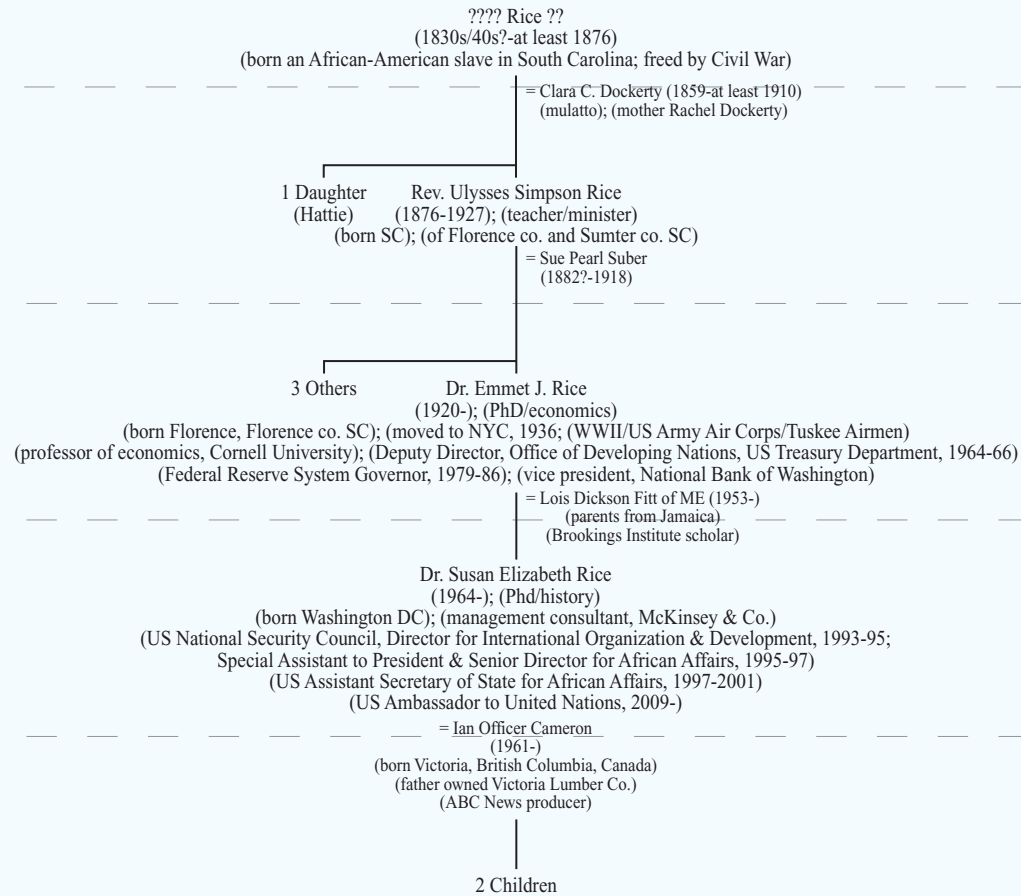 ???? Rice ??
(1830s/40s?-at least 1876)
(born an African-American slave in South Carolina; freed by Civil War)
= Clara C. Dockerty (1859-at least 1910)
(mulatto); (mother Rachel Dockerty)
1 Daughter
(Hattie)
Rev. Ulysses Simpson Rice
(1876-1927); (teacher/minister)
(born SC); (of Florence co. and Sumter co. SC)
= Sue Pearl Suber
(1882?-1918)
3 Others
Dr. Emmet J. Rice
(1920-); (PhD/economics)
(born Florence, Florence co. SC); (moved to NYC, 1936; (WWII/US Army Air Corps/Tuskee Airmen)
(professor of economics, Cornell University); (Deputy Director, Office of Developing Nations, US Treasury Department, 1964-66)
(Federal Reserve System Governor, 1979-86); (vice president, National Bank of Washington)
= Lois Dickson Fitt of ME (1953-)
(parents from Jamaica)
(Brookings Institute scholar)
Dr. Susan Elizabeth Rice
(1964-); (Phd/history)
(born Washington DC); (management consultant, McKinsey & Co.)
(US National Security Council, Director for International Organization & Development, 1993-95;
Special Assistant to President & Senior Director for African Affairs, 1995-97)
(US Assistant Secretary of State for African Affairs, 1997-2001)
(US Ambassador to United Nations, 2009-)
= Ian Officer Cameron
(1961-)
(born Victoria, British Columbia, Canada)
(father owned Victoria Lumber Co.)
(ABC News producer)
2 Children